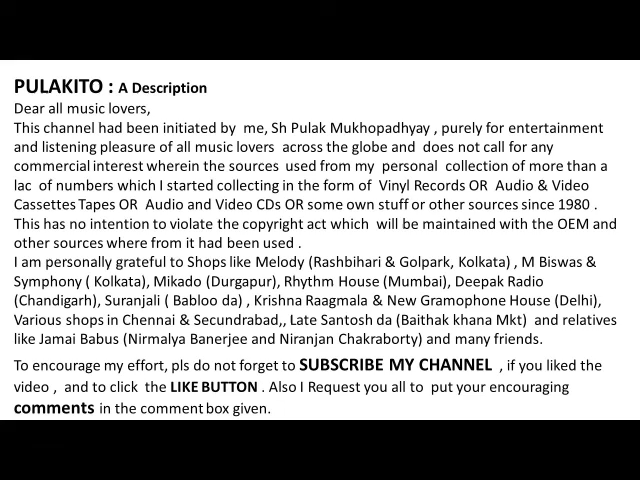 PULAKITO : A Description
Dear all music lovers,
This channel had been initiated by me, Sh Pulak Mukhopadhyay , purely for entertainment
and listening pleasure of all music lovers across the globe and does not call for any
commercial interest wherein the sources used from my personal collection of more than a
lac of numbers which I started collecting in the form of Vinyl Records OR Audio & Video
Cassettes Tapes OR Audio and Video CDs OR some own stuff or other sources since 1980 .
This has no intention to violate the copyright act which will be maintained with the OEM and
other sources where from it had been used .
I am personally grateful to Shops like Melody (Rashbihari & Golpark, Kolkata) , M Biswas &
Symphony ( Kolkata), Mikado (Durgapur), Rhythm House (Mumbai), Deepak Radio
(Chandigarh), Suranjali ( Babloo da) , Krishna Raagmala & New Gramophone House (Delhi),
Various shops in Chennai & Secundrabad,, Late Santosh da (Baithak khana Mkt) and relatives
like Jamai Babus (Nirmalya Banerjee and Niranjan Chakraborty) and many friends.
To encourage my effort, pls do not forget to SUBSCRIBE MY CHANNEL , if you liked the
video , and to click the LIKE BUTTON . Also I Request you all to put your encouraging
comments in the comment box given.